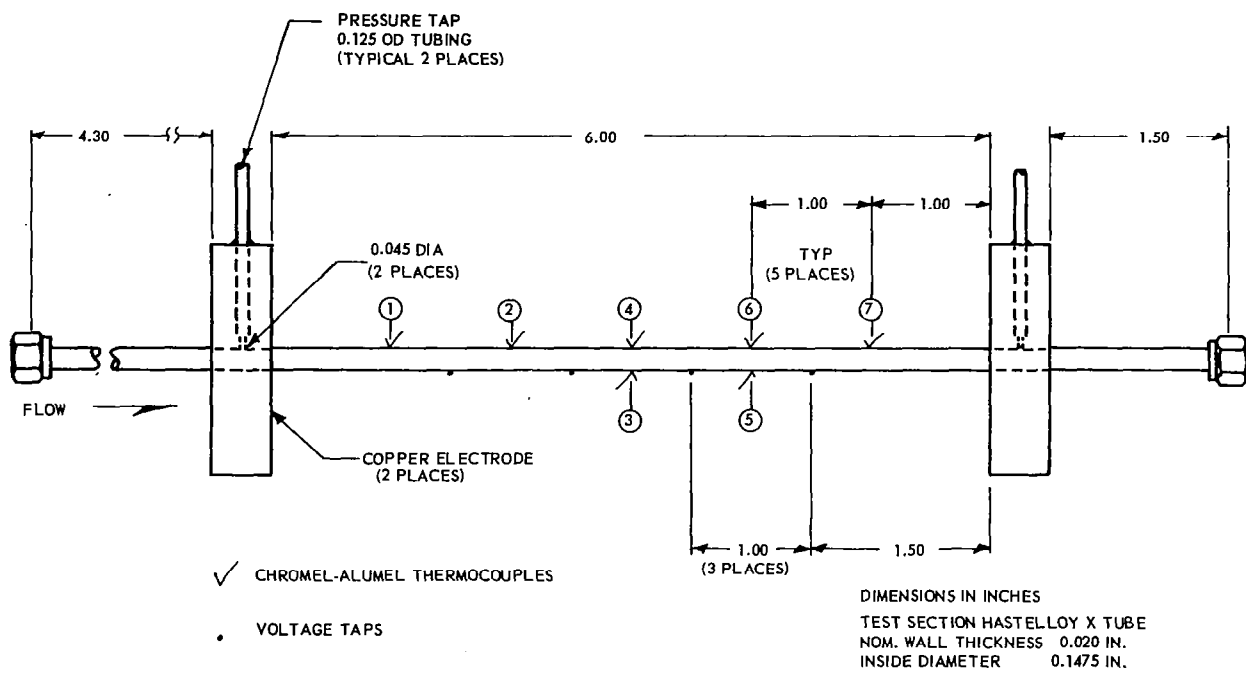 PRESSURE TAP
0.125 OD TUBING
(TYPICAL 2 PLACES)
4.30
6.00
1.50
1.00
1.00
0.045 DIA
(2 PLACES)
TYP
(5 PLACES)
1
2
4
6
7
FLOW
3
5
COPPER ELECTRODE
(2 PLACES)
1.00
(3 PLACES)
1.50
CHROMEL-ALUMEL THERMOCOUPLES
VOLTAGE TAPS
DIMENSIONS IN INCHES
TEST SECTION HASTELLOY X TUBE
NOM. WALL THICKNESS 0.020 IN.
INSIDE DIAMETER 0.1475 IN.